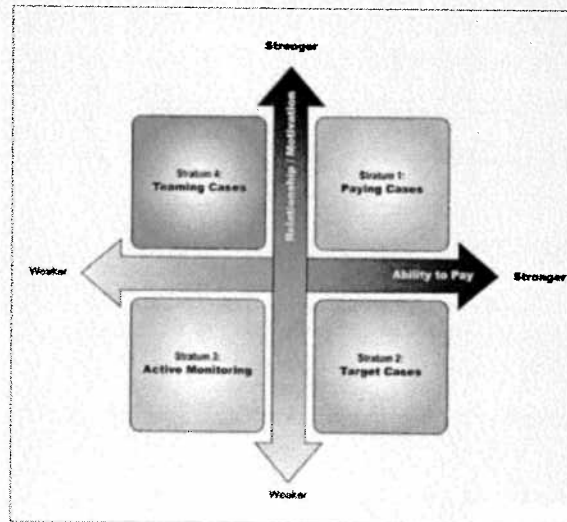 Stronger
Relationship / Motivation
Stratum 4:
Teaming Cases
Stratum 1:
Paying Cases
Weaker
Ability to Pay
Stronger
Stratum 3:
Active Monitoring
Stratum 2:
Target Cases
Weaker